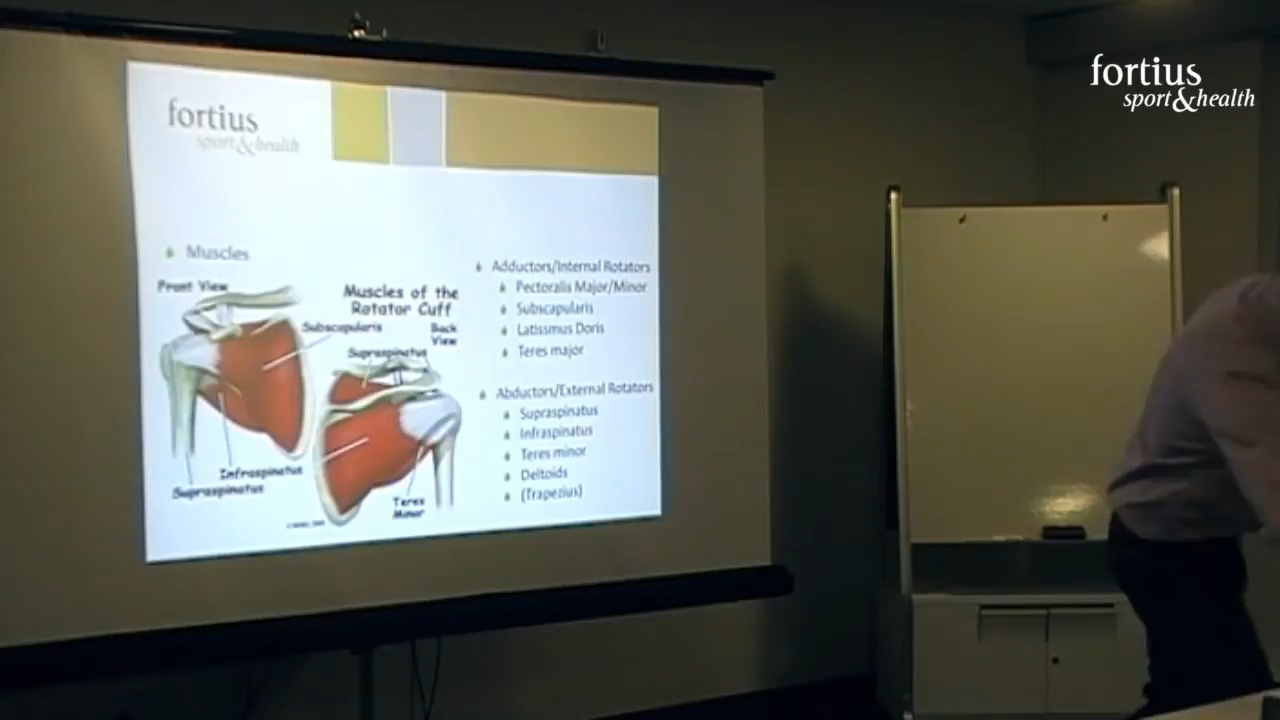 fortius
sport&health
fortius
sport&health
Muscles
Front View
Muscles of the
Rotator Cuff
Subscapularis
Back
View
Supraspinatus
Infraspinatus
Supraspinatus
Teres
Minor
Adductors/Internal Rotators
Pectoralis Major/Minor
Subscapularis
Latissmus Doris
Teres major
Abductors/External Rotators
Supraspinatus
Infraspinatus
Teres minor
Deltoids
(Trapezius)